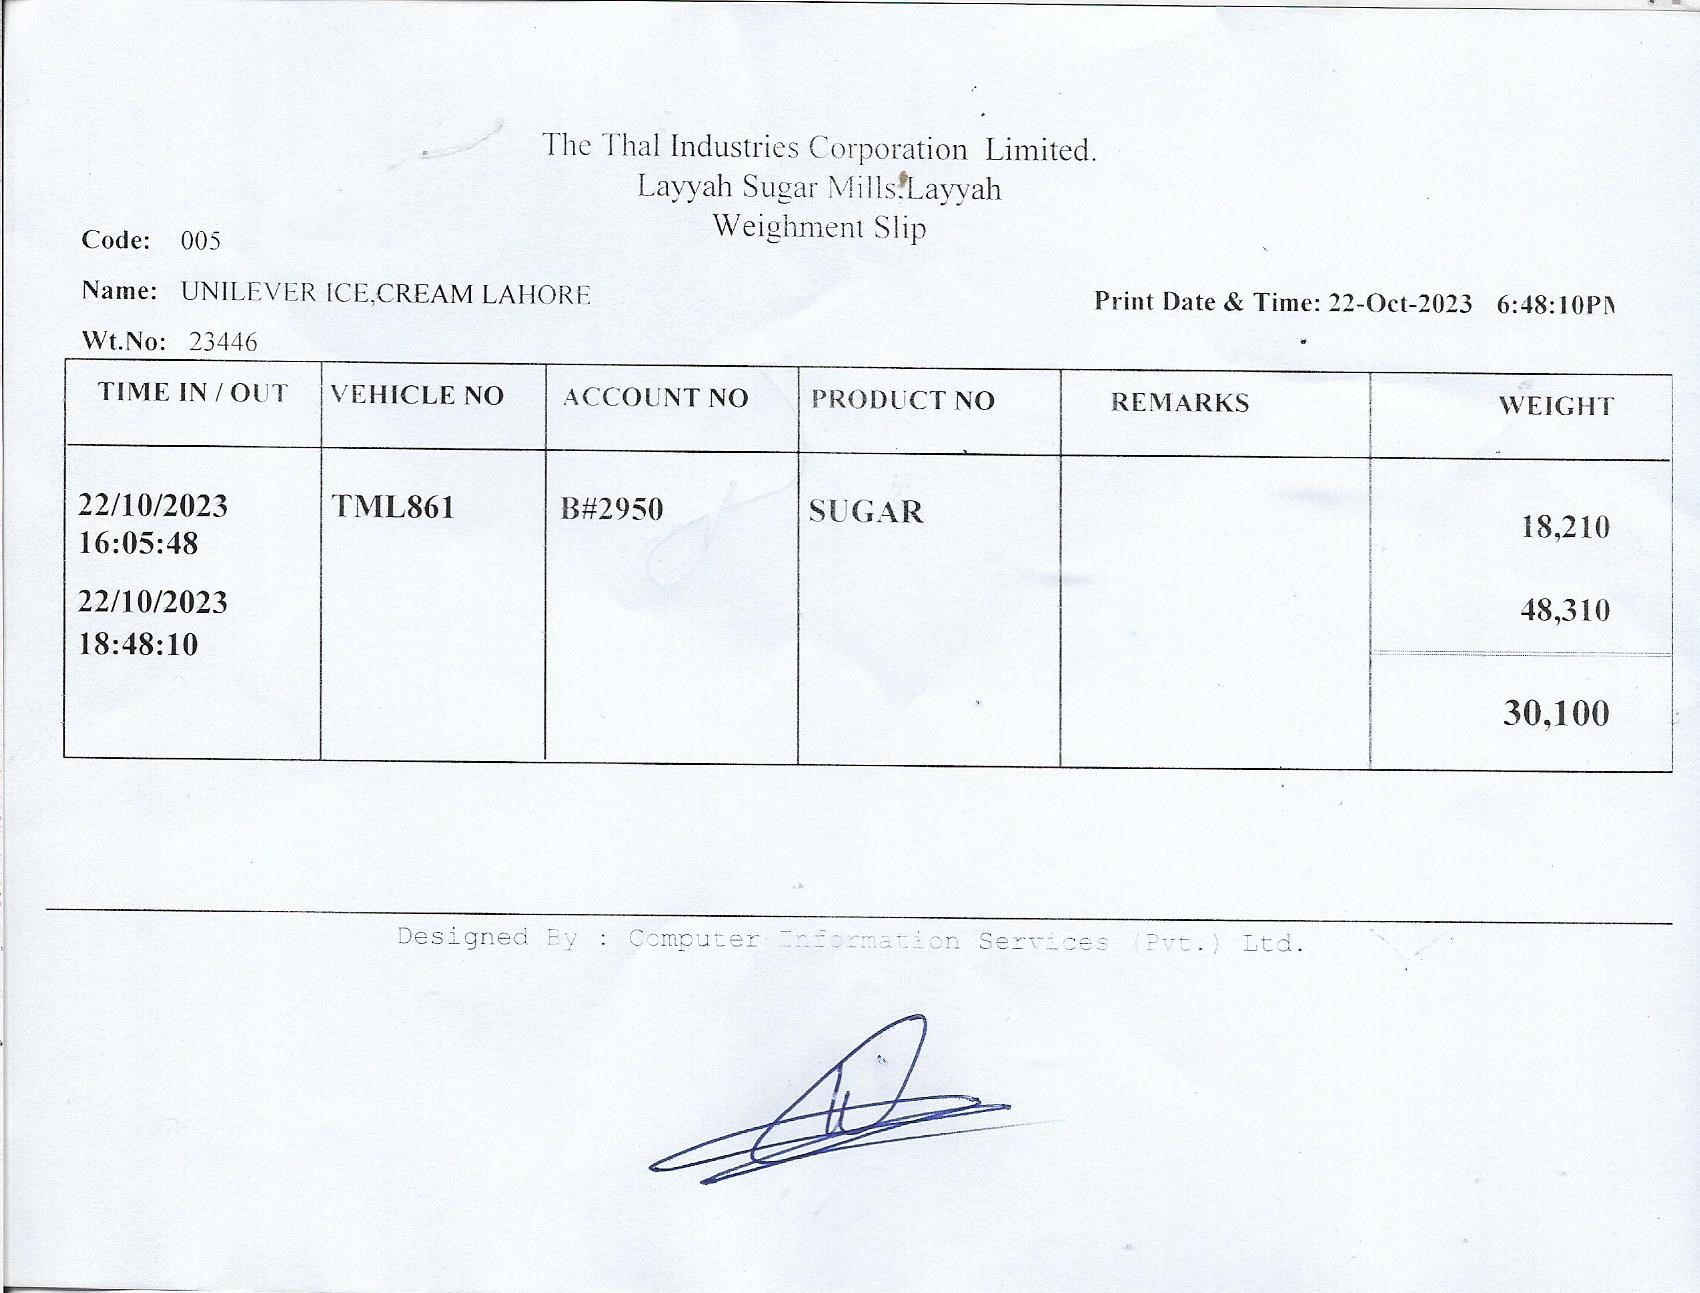 The Thal Industries Corporation Limited.
Layyah Sugar Mills,Layyah
Weighment Slip
Code: 005
Name: UNILEVER ICE,CREAM LAHORE
Print Date & Time: 22-Oct-2023 6:48:10PM
Wt.No: 23446
TIME IN / OUT VEHICLE NO ACCOUNT NO PRODUCT NO REMARKS WEIGHT
22/10/2023 TML861 B#2950 SUGAR 18,210
16:05:48
22/10/2023 48,310
18:48:10
30,100
Designed By : Computer Information Services (Pvt.) Ltd.